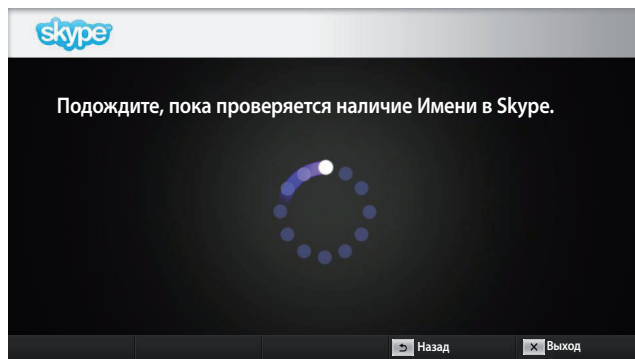 skype
Подождите, пока проверяется наличие Имени в Skype.
Назад
Выход